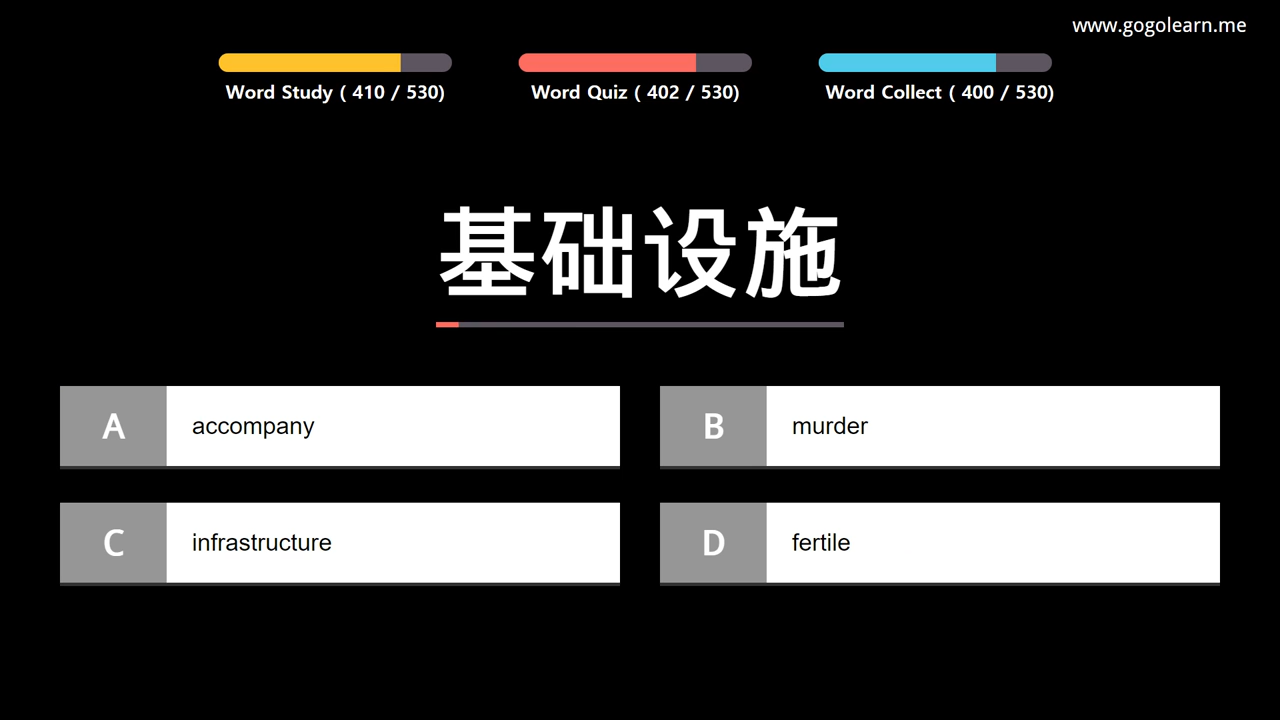 www.gogolearn.me
Word Study ( 410 / 530)
Word Quiz ( 402 / 530)
Word Collect ( 400 / 530)
基础设施
A accompany
B murder
C infrastructure
D fertile